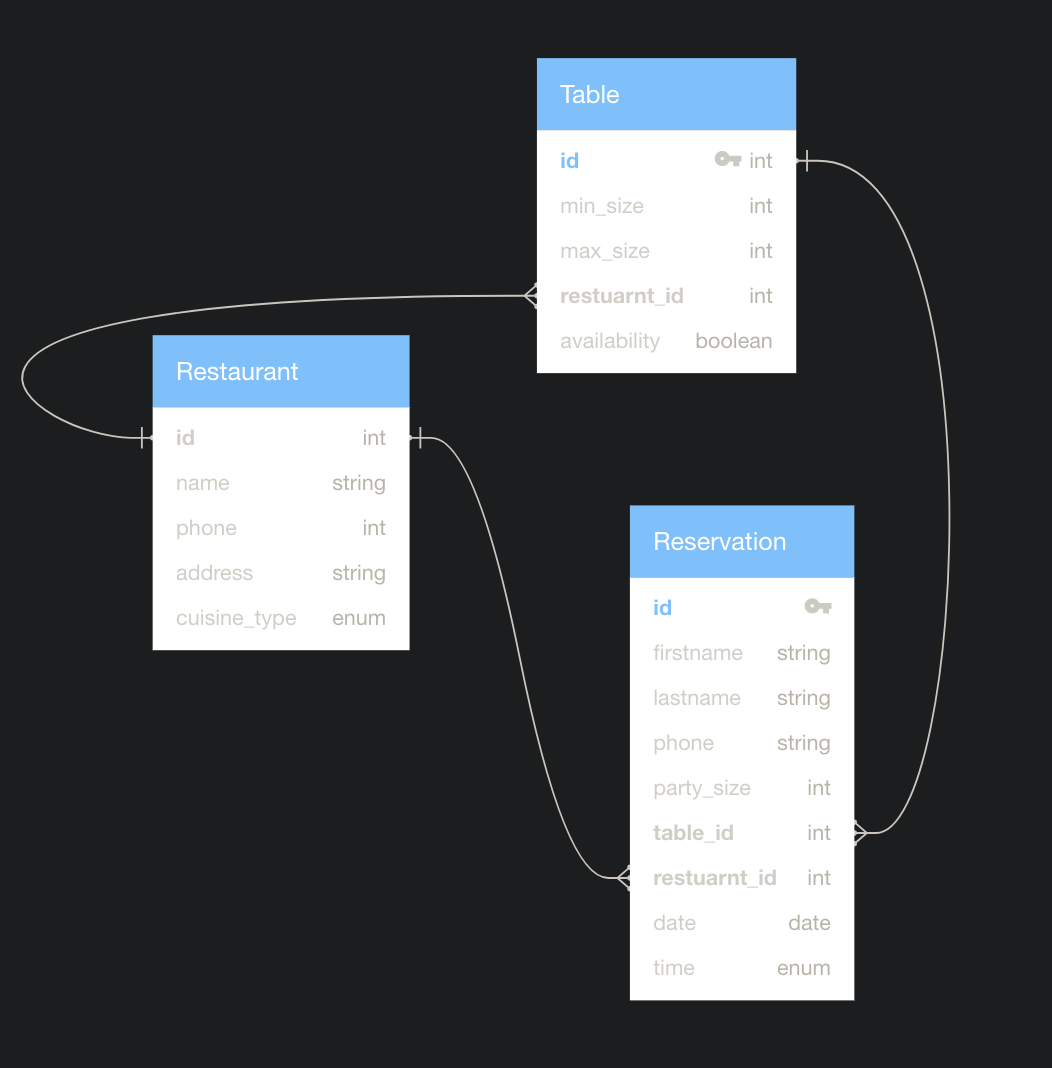 Table
id int
min_size int
max_size int
restuarnt_id int
availability boolean
Restaurant
id int
name string
phone int
address string
cuisine_type enum
Reservation
id
firstname string
lastname string
phone string
party_size int
table_id int
restuarnt_id int
date date
time enum